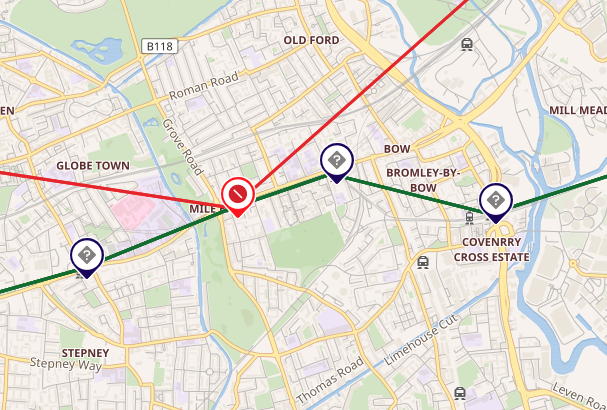 OLD FORD
B118
Roman Road
EN
MILL MEAD
Grove Road
BOW
GLOBE TOWN
BROMLEY-BY-
BOW
MILE E
?
?
?
COVENRRY
CROSS ESTATE
STEPNEY
Stepney Way
Limehouse Cut
Thomas Road
Leven Road